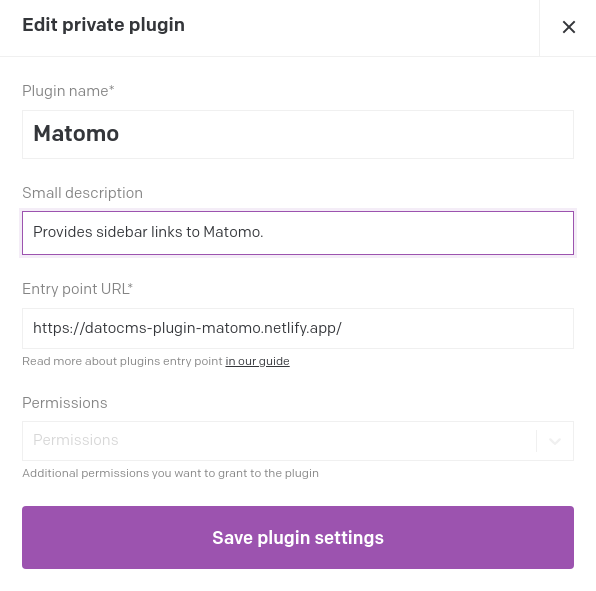 Edit private plugin
Plugin name*
Matomo
Small description
Provides sidebar links to Matomo.
Entry point URL*
https://datocms-plugin-matomo.netlify.app/
Read more about plugins entry point in our guide
Permissions
Permissions
Additional permissions you want to grant to the plugin
Save plugin settings